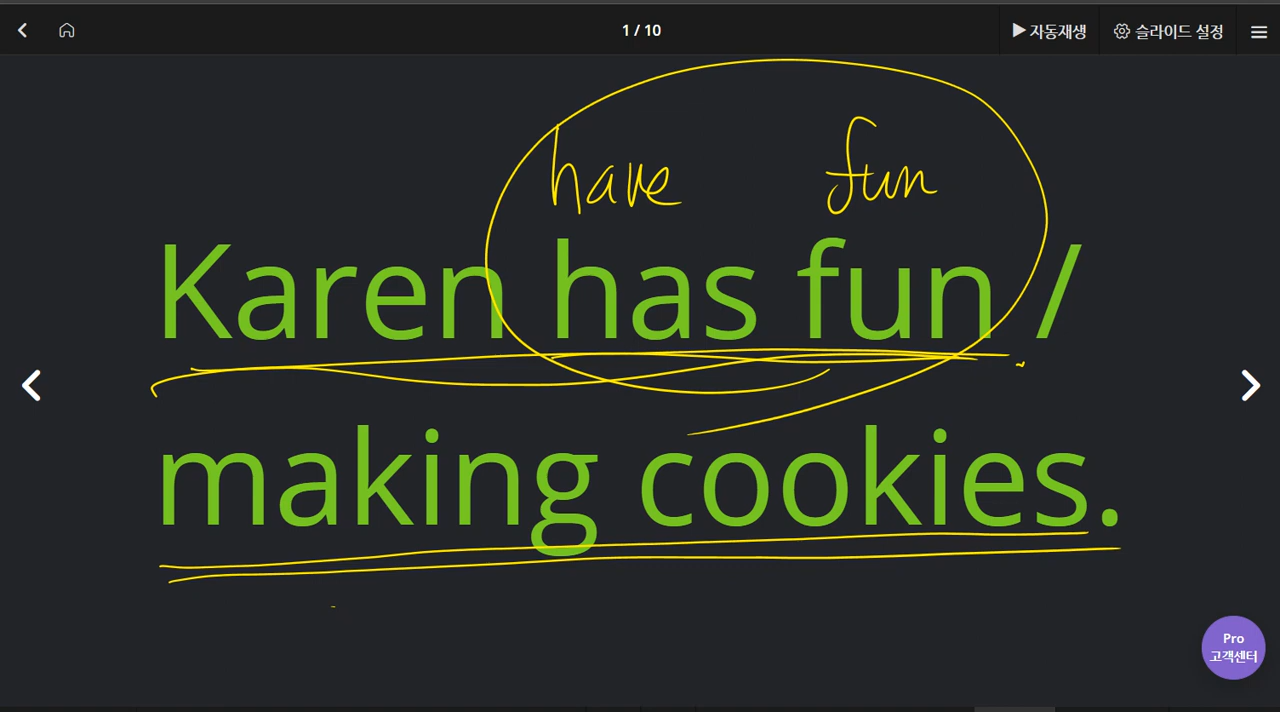 1 / 10
자동재생
슬라이드 설정
have fun
Karen has fun /
making cookies.
Pro
고객센터